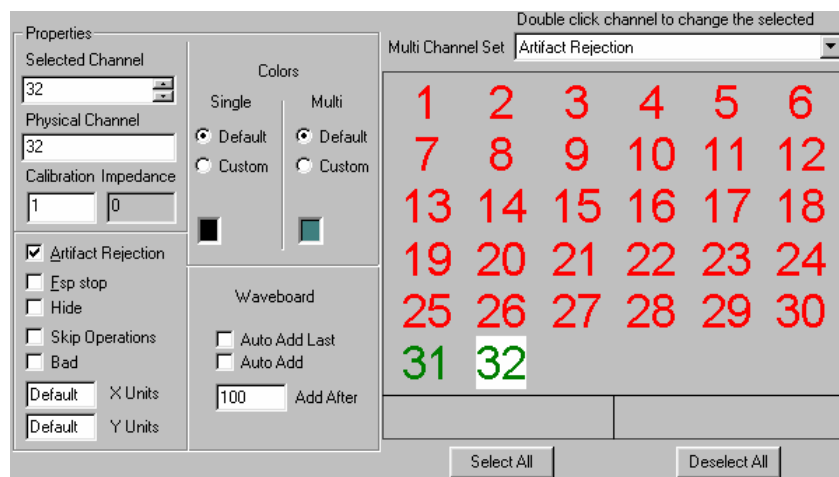 Double click channel to change the selected
Properties
Multi Channel Set Artifact Rejection
Selected Channel
32
Physical Channel
32
Calibration Impedance
1 0
Colors
Single Multi
Default Default
Custom Custom
Artifact Rejection
Fsp stop
Hide
Skip Operations
Bad
Default X Units
Default Y Units
Waveboard
Auto Add Last
Auto Add
100 Add After
1 2 3 4 5 6
7 8 9 10 11 12
13 14 15 16 17 18
19 20 21 22 23 24
25 26 27 28 29 30
31 32
Select All Deselect All